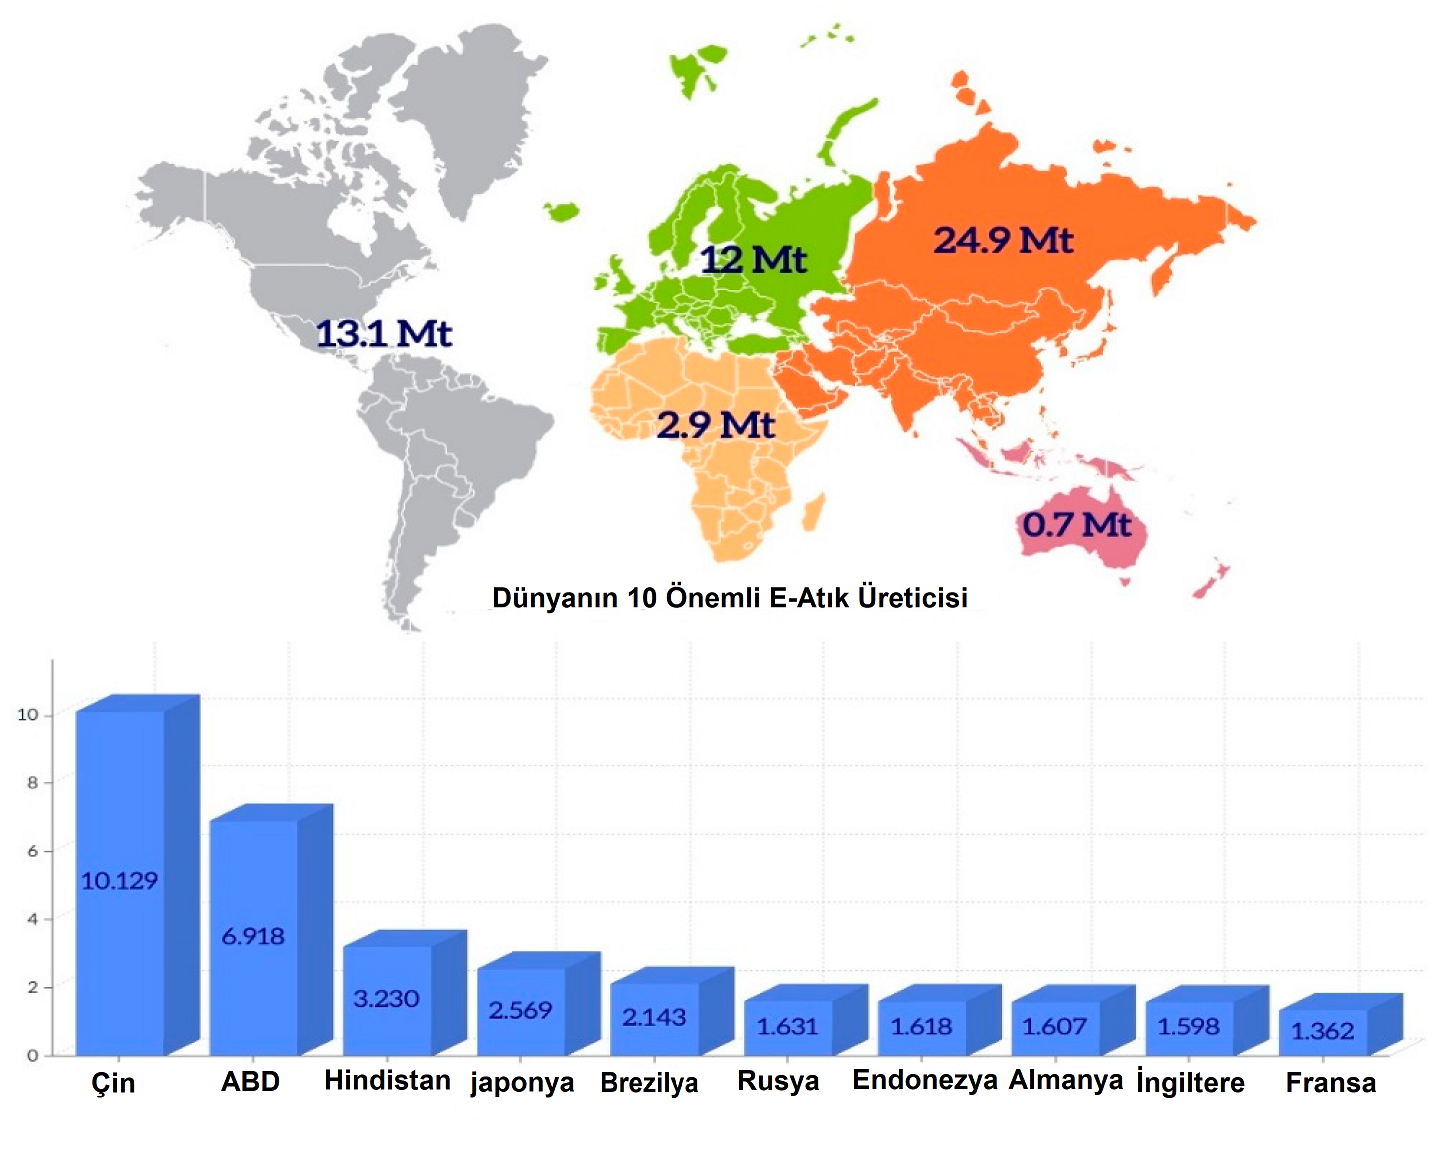 12 Mt
24.9 Mt
13.1 Mt
2.9 Mt
0.7 Mt
Dünyanın 10 Önemli E-Atık Üreticisi
10
8
6
4
2
0
10.129
6.918
3.230
2.569
2.143
1.631
1.618
1.607
1.598
1.362
Çin ABD Hindistan japonya Brezilya Rusya Endonezya Almanya İngiltere Fransa